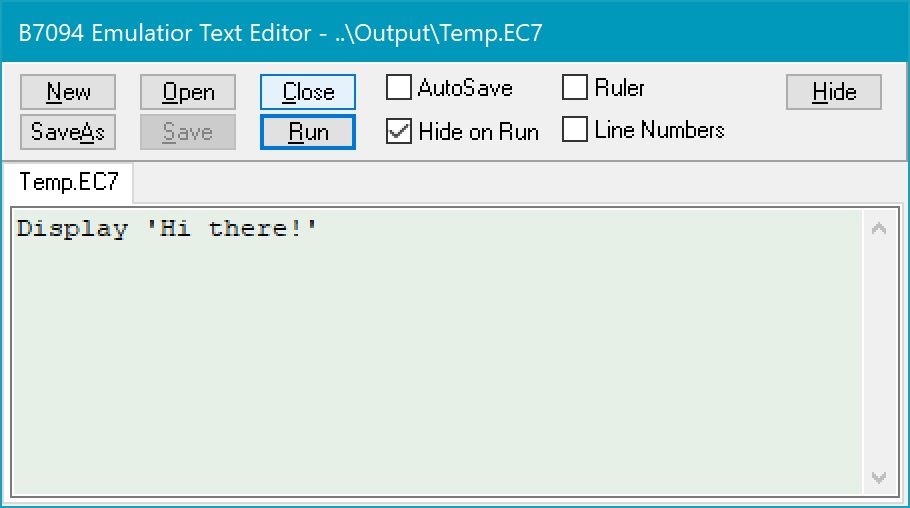 B7094 Emulatior Text Editor - ..\Output\Temp.EC7
New Open Close AutoSave Ruler Hide
SaveAs Save Run Hide on Run Line Numbers
Temp.EC7
Display 'Hi there!'